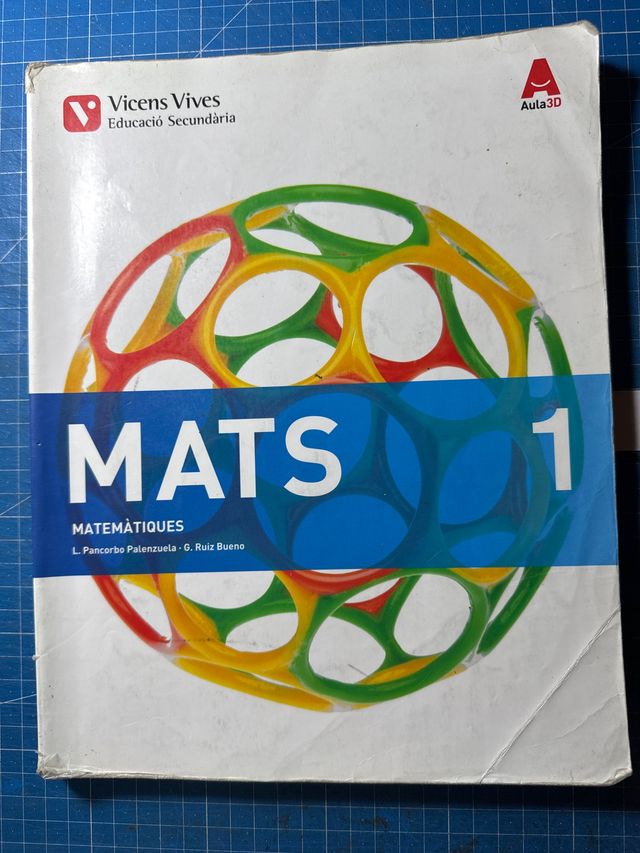 Vicens Vives
Educació Secundària
Aula3D
MATS 1
MATEMÀTIQUES
L. Pancorbo Palenzuela · G. Ruiz Bueno